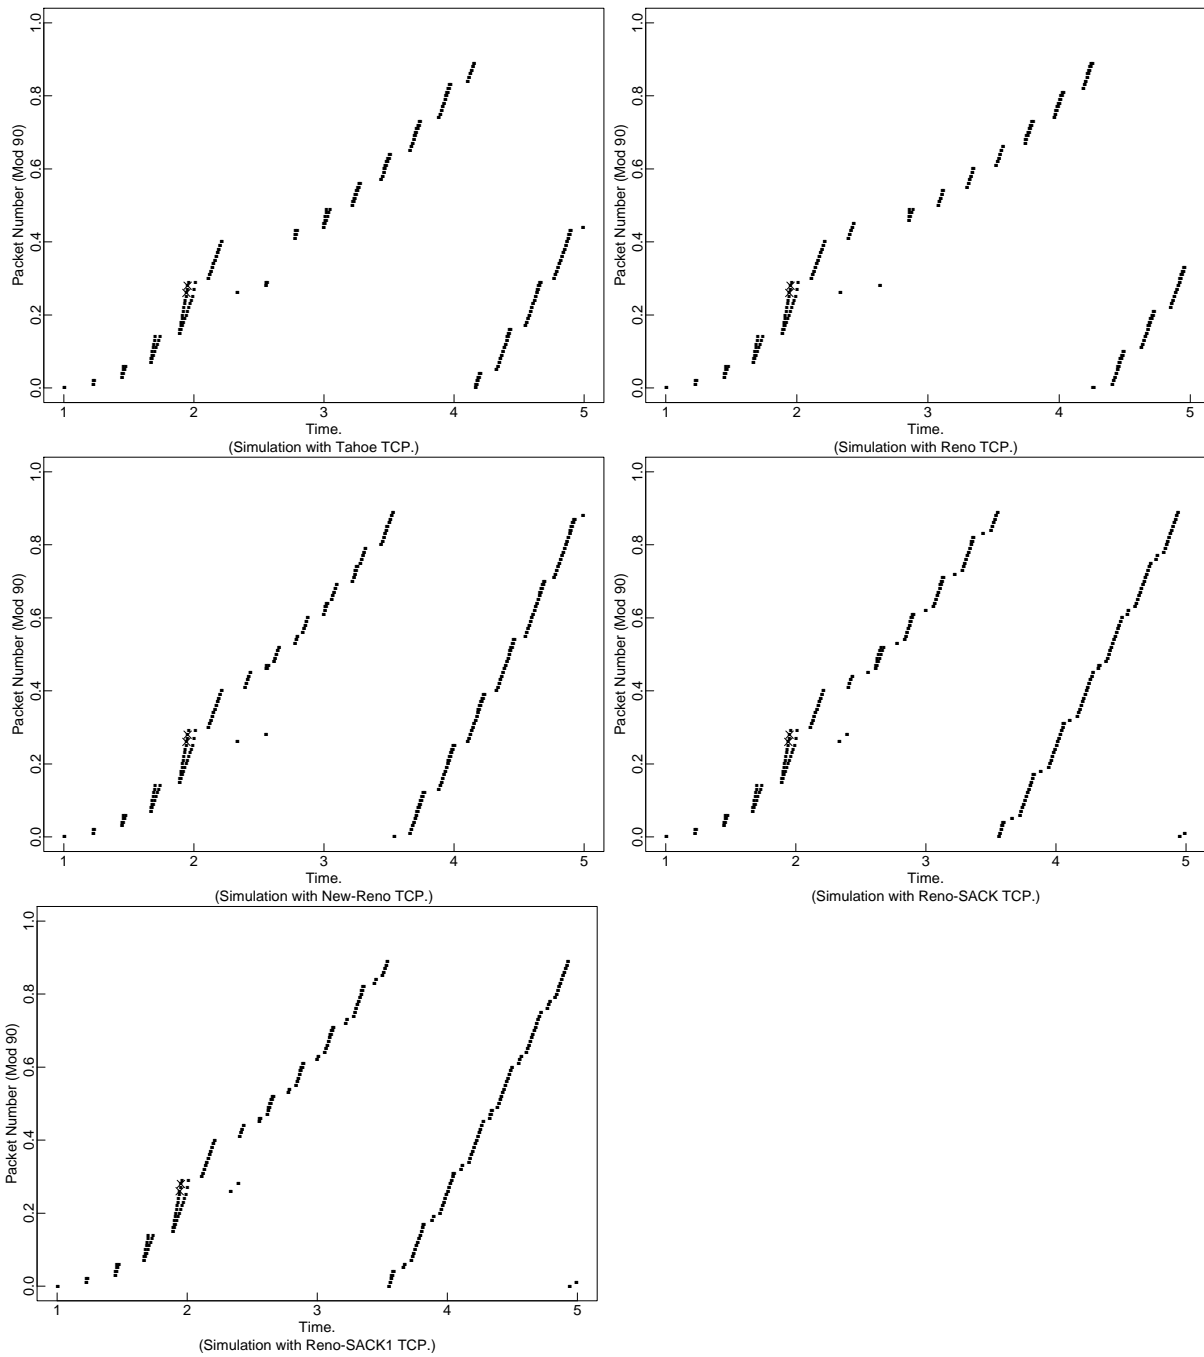 Packet Number (Mod 90)
1.0
0.8
0.6
0.4
0.2
0.0
1 2 3 4 5
Time.
(Simulation with Tahoe TCP.)
Packet Number (Mod 90)
1.0
0.8
0.6
0.4
0.2
0.0
1 2 3 4 5
Time.
(Simulation with Reno TCP.)
Packet Number (Mod 90)
1.0
0.8
0.6
0.4
0.2
0.0
1 2 3 4 5
Time.
(Simulation with New-Reno TCP.)
Packet Number (Mod 90)
1.0
0.8
0.6
0.4
0.2
0.0
1 2 3 4 5
Time.
(Simulation with Reno-SACK TCP.)
Packet Number (Mod 90)
1.0
0.8
0.6
0.4
0.2
0.0
1 2 3 4 5
Time.
(Simulation with Reno-SACK1 TCP.)